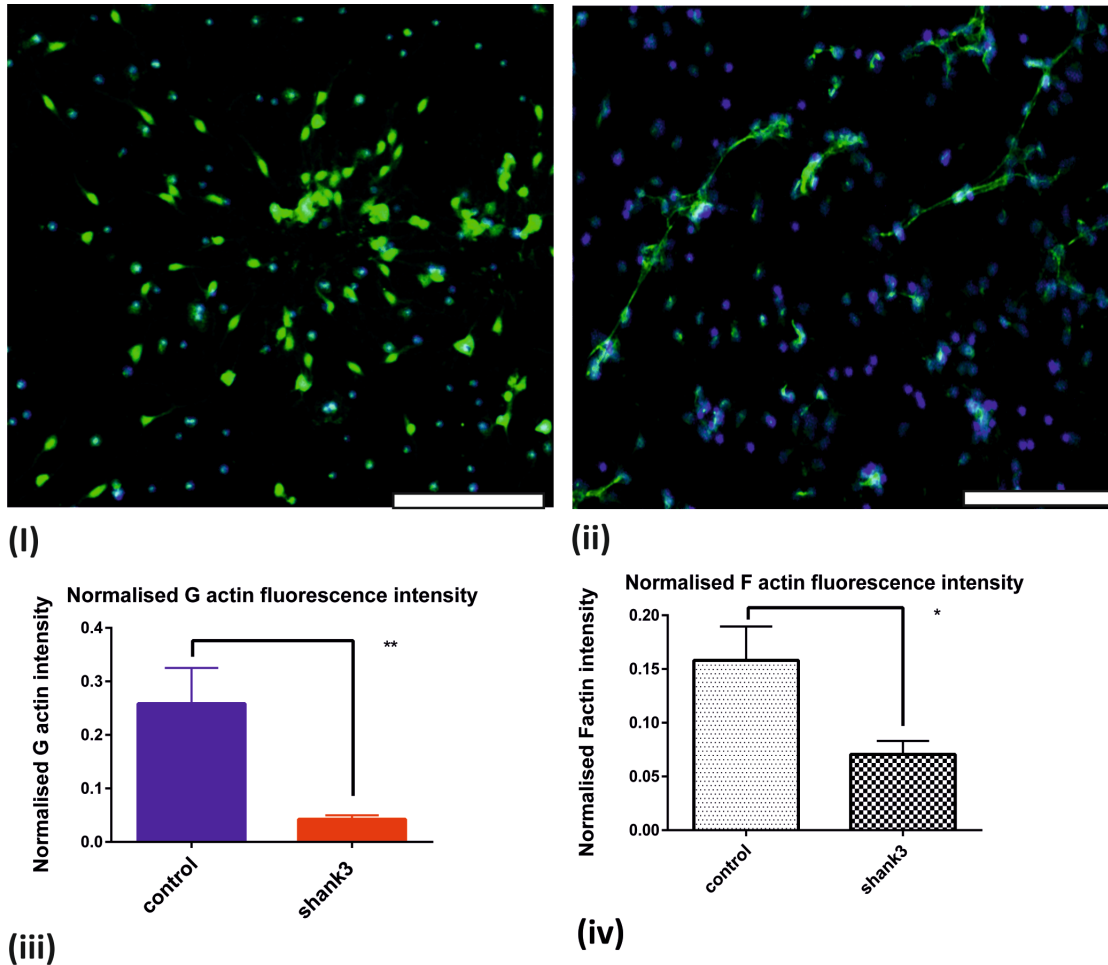 (I)
(ii)
Normalised G actin fluorescence intensity
Normalised G actin intensity
0.4
0.3
0.2
0.1
0.0
**
control
shank3
(iii)
Normalised F actin fluorescence intensity
Normalised Factin intensity
0.20
0.15
0.10
0.05
0.00
*
control
shank3
(iv)